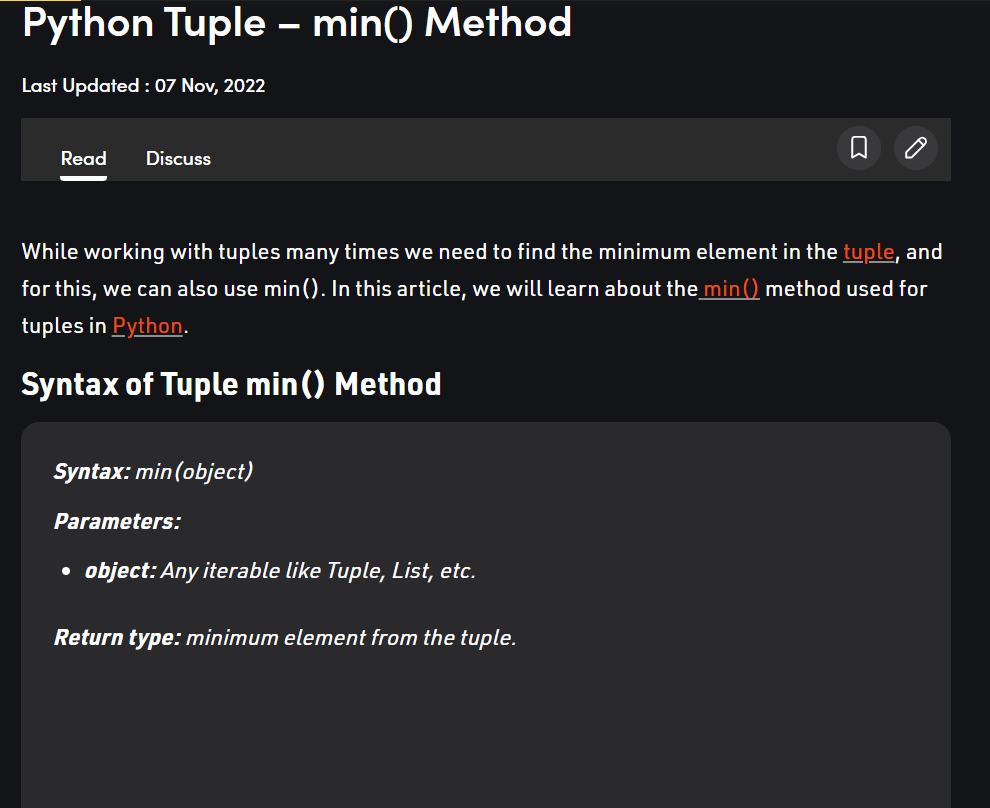 Python Tuple – min() Method
Last Updated : 07 Nov, 2022
Read Discuss
While working with tuples many times we need to find the minimum element in the tuple, and
for this, we can also use min(). In this article, we will learn about the min() method used for
tuples in Python.
Syntax of Tuple min() Method
Syntax: min(object)
Parameters:
• object: Any iterable like Tuple, List, etc.
Return type: minimum element from the tuple.